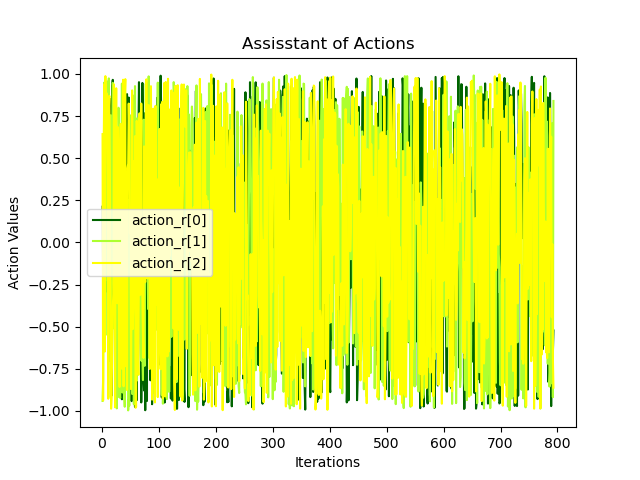 Assisstant of Actions
Action Values
1.00
0.75
0.50
0.25
0.00
−0.25
−0.50
−0.75
−1.00
action_r[0]
action_r[1]
action_r[2]
0 100 200 300 400 500 600 700 800
Iterations